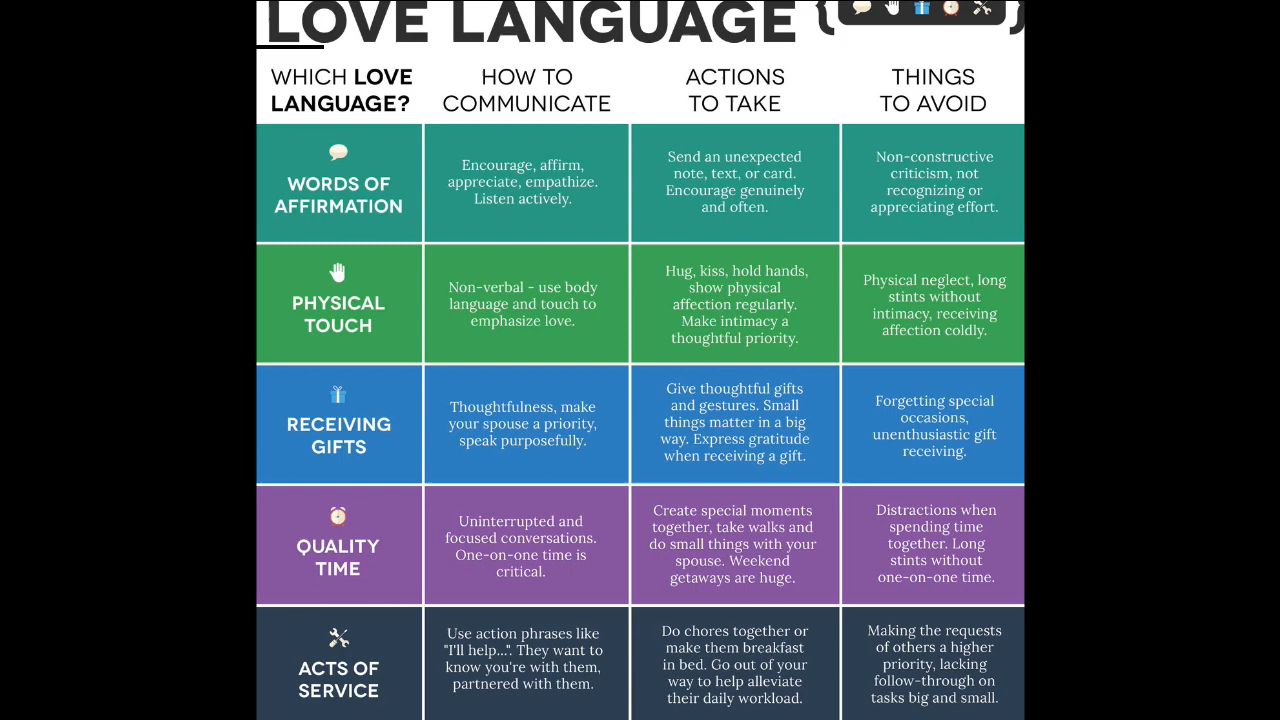 LOVE LANGUAGE
WHICH LOVE
LANGUAGE?
HOW TO
COMMUNICATE
ACTIONS
TO TAKE
THINGS
TO AVOID
WORDS OF
AFFIRMATION
Encourage, affirm,
appreciate, empathize.
Listen actively.
Send an unexpected
note, text, or card.
Encourage genuinely
and often.
Non-constructive
criticism, not
recognizing or
appreciating effort.
PHYSICAL
TOUCH
Non-verbal - use body
language and touch to
emphasize love.
Hug, kiss, hold hands,
show physical
affection regularly.
Make intimacy a
thoughtful priority.
Physical neglect, long
stints without
intimacy, receiving
affection coldly.
RECEIVING
GIFTS
Thoughtfulness, make
your spouse a priority,
speak purposefully.
Give thoughtful gifts
and gestures. Small
things matter in a big
way. Express gratitude
when receiving a gift.
Forgetting special
occasions,
unenthusiastic gift
receiving.
QUALITY
TIME
Uninterrupted and
focused conversations.
One-on-one time is
critical.
Create special moments
together, take walks and
do small things with your
spouse. Weekend
getaways are huge.
Distractions when
spending time
together. Long
stints without
one-on-one time.
ACTS OF
SERVICE
Use action phrases like
"I'll help...". They want to
know you're with them,
partnered with them.
Do chores together or
make them breakfast
in bed. Go out of your
way to help alleviate
their daily workload.
Making the requests
of others a higher
priority, lacking
follow-through on
tasks big and small.